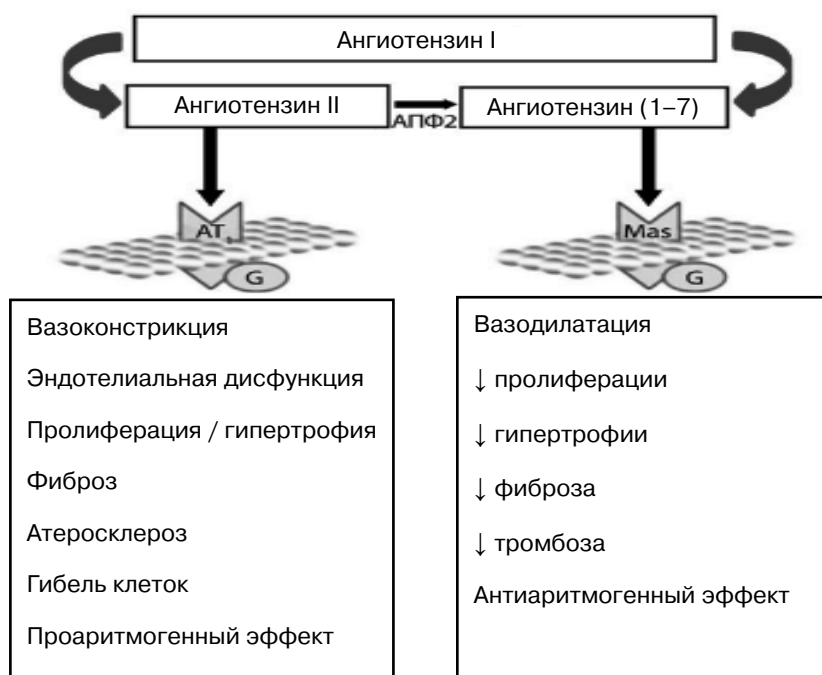 Ангиотензин I
Ангиотензин II
АПФ2
Ангиотензин (1–7)
АТ1
Mas
G
G
Вазоконстрикция
Эндотелиальная дисфункция
Пролиферация / гипертрофия
Фиброз
Атеросклероз
Гибель клеток
Проаритмогенный эффект
Вазодилатация
↓ пролиферации
↓ гипертрофии
↓ фиброза
↓ тромбоза
Антиаритмогенный эффект